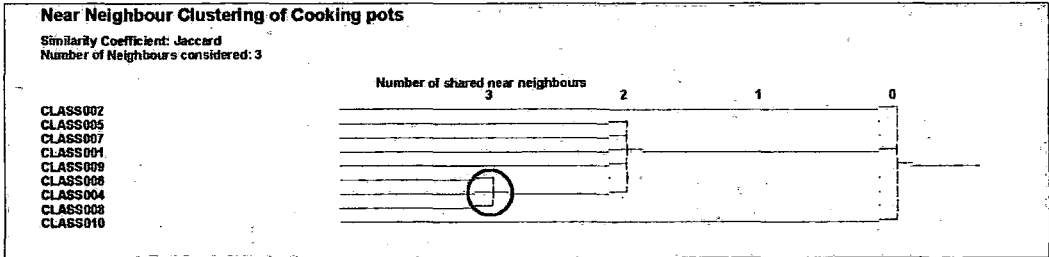 Near Neighbour Clustering of Cooking pots
Similarity Coefficient: Jaccard
Number of Neighbours considered: 3
Number of shared near neighbours
3 2 1 0
CLASS002
CLASS005
CLASS007
CLASS001
CLASS009
CLASS006
CLASS004
CLASS008
CLASS010